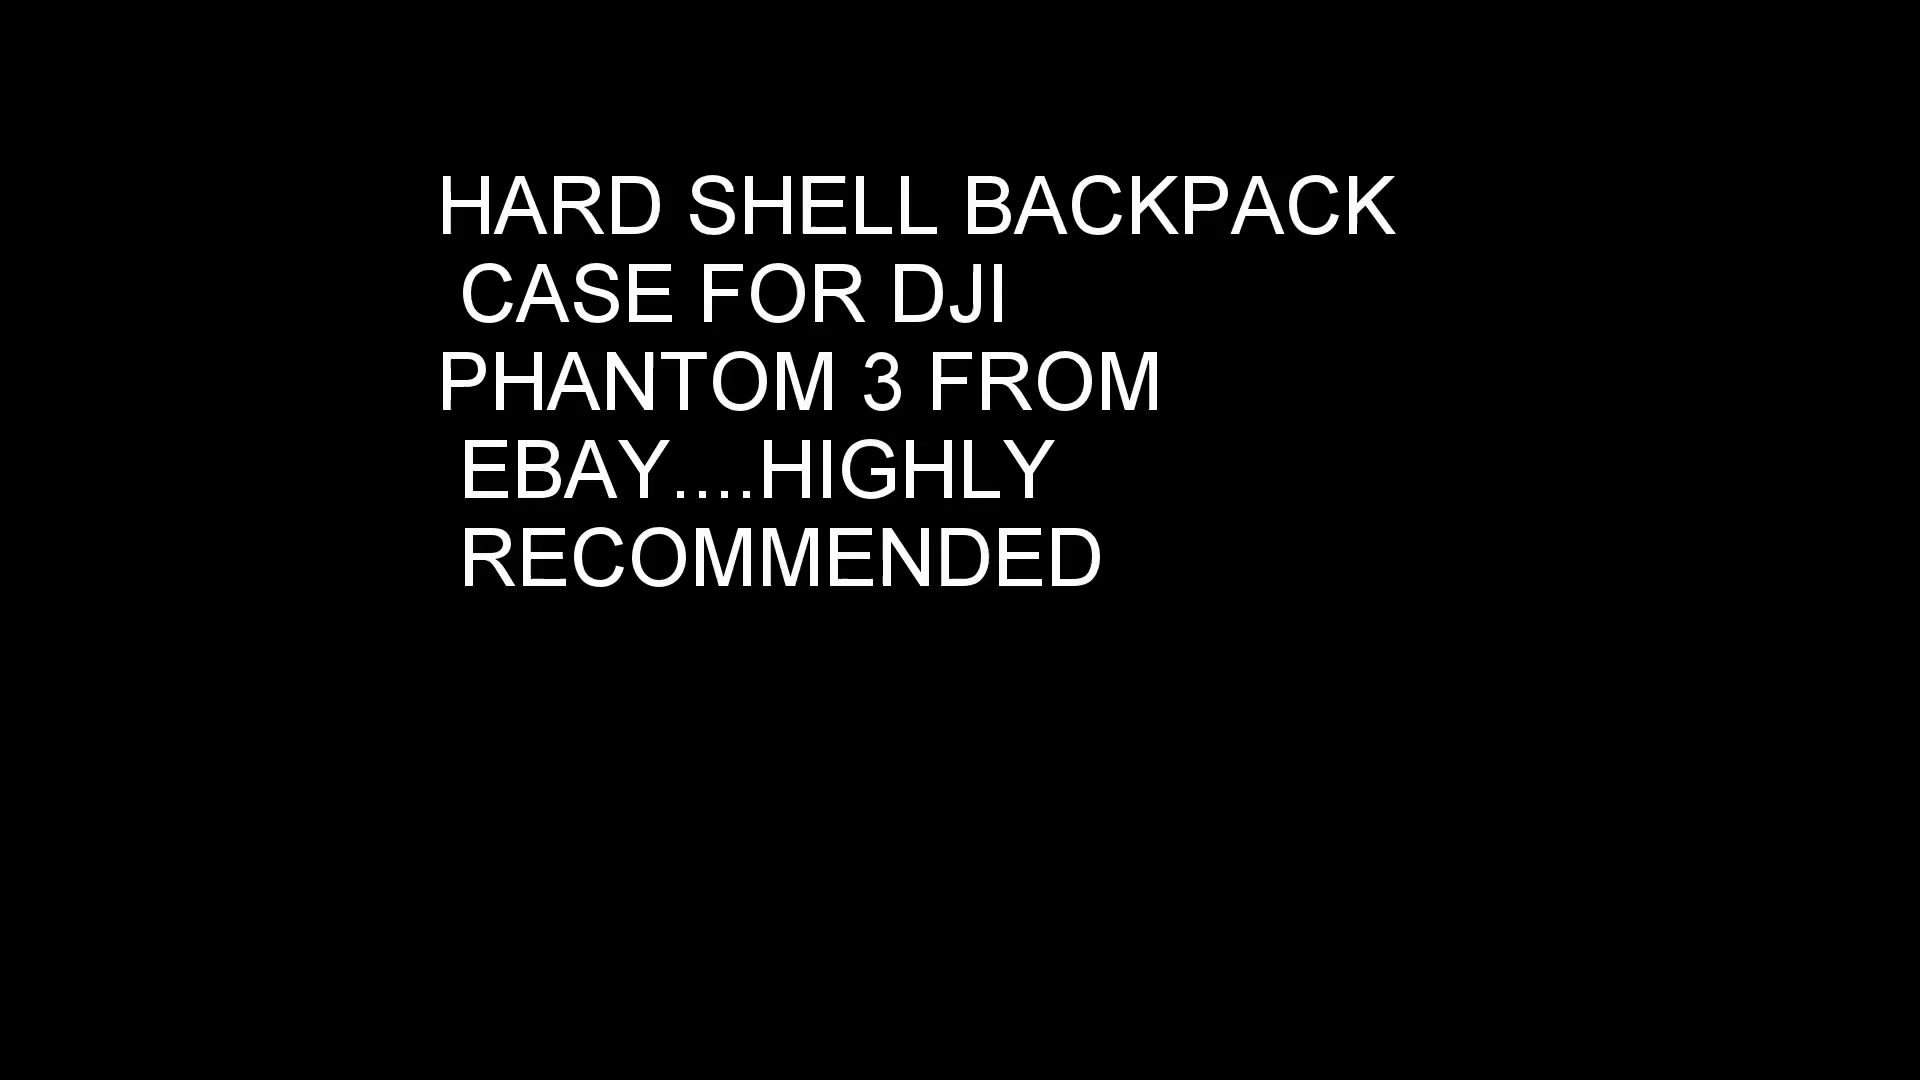 HARD SHELL BACKPACK
CASE FOR DJI
PHANTOM 3 FROM
EBAY....HIGHLY
RECOMMENDED